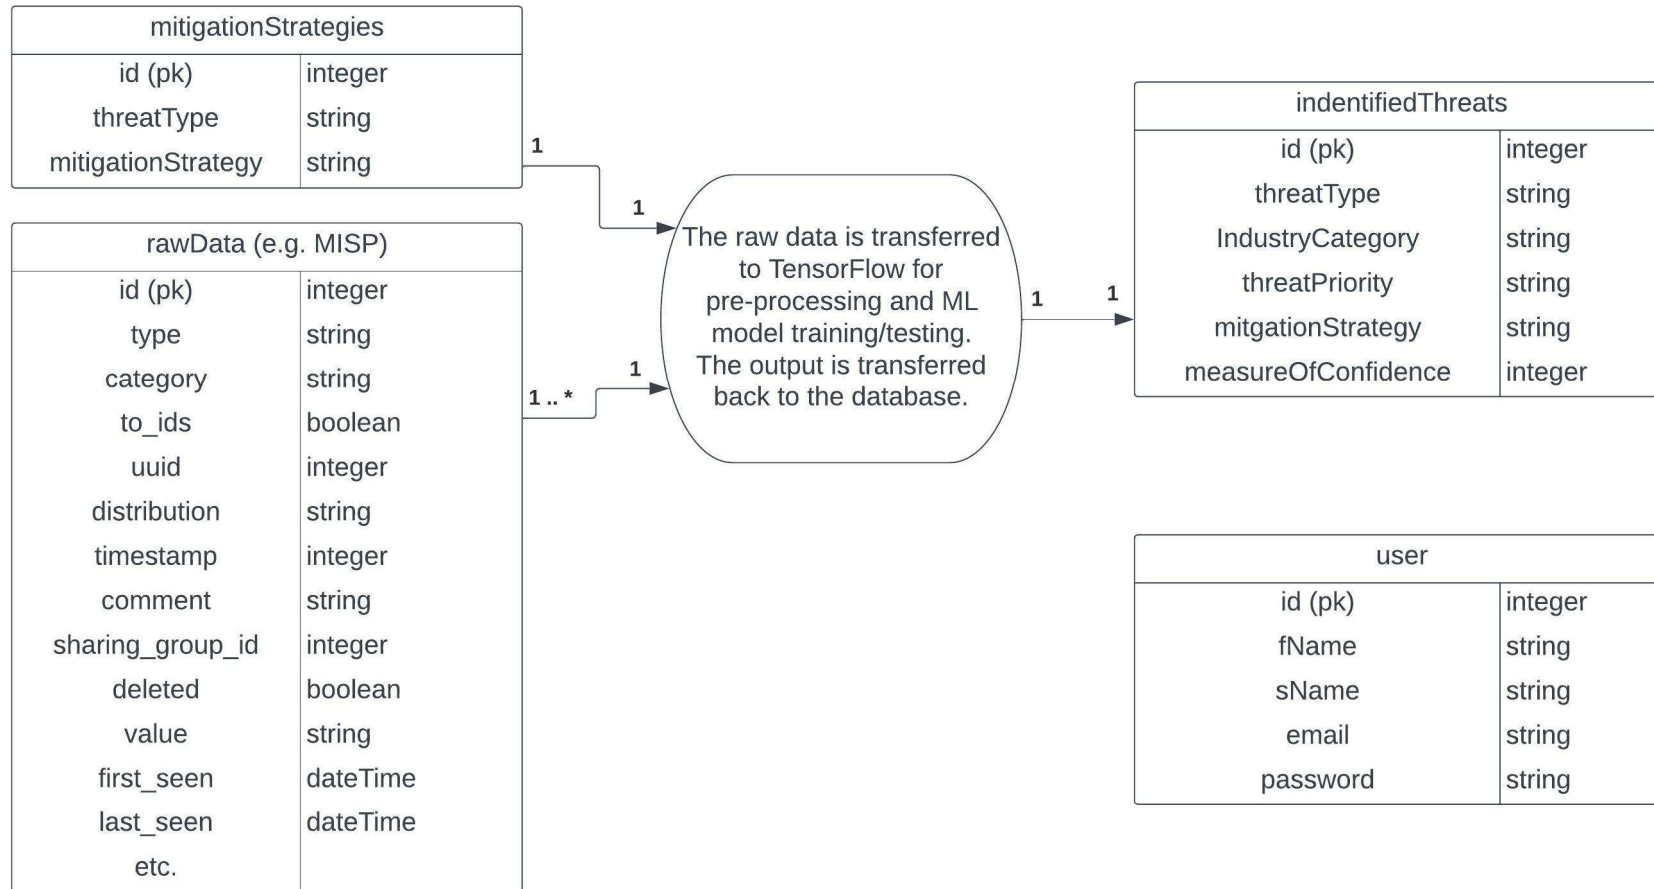 mitigationStrategies
id (pk) integer
threatType string
mitigationStrategy string
1
1
rawData (e.g. MISP)
id (pk) integer
type string
category string
to_ids boolean
uuid integer
distribution string
timestamp integer
comment string
sharing_group_id integer
deleted boolean
value string
first_seen dateTime
last_seen dateTime
etc.
1 .. *
1
The raw data is transferred
to TensorFlow for
pre-processing and ML
model training/testing.
The output is transferred
back to the database.
1
1
indentifiedThreats
id (pk) integer
threatType string
IndustryCategory string
threatPriority string
mitgationStrategy string
measureOfConfidence integer
user
id (pk) integer
fName string
sName string
email string
password string